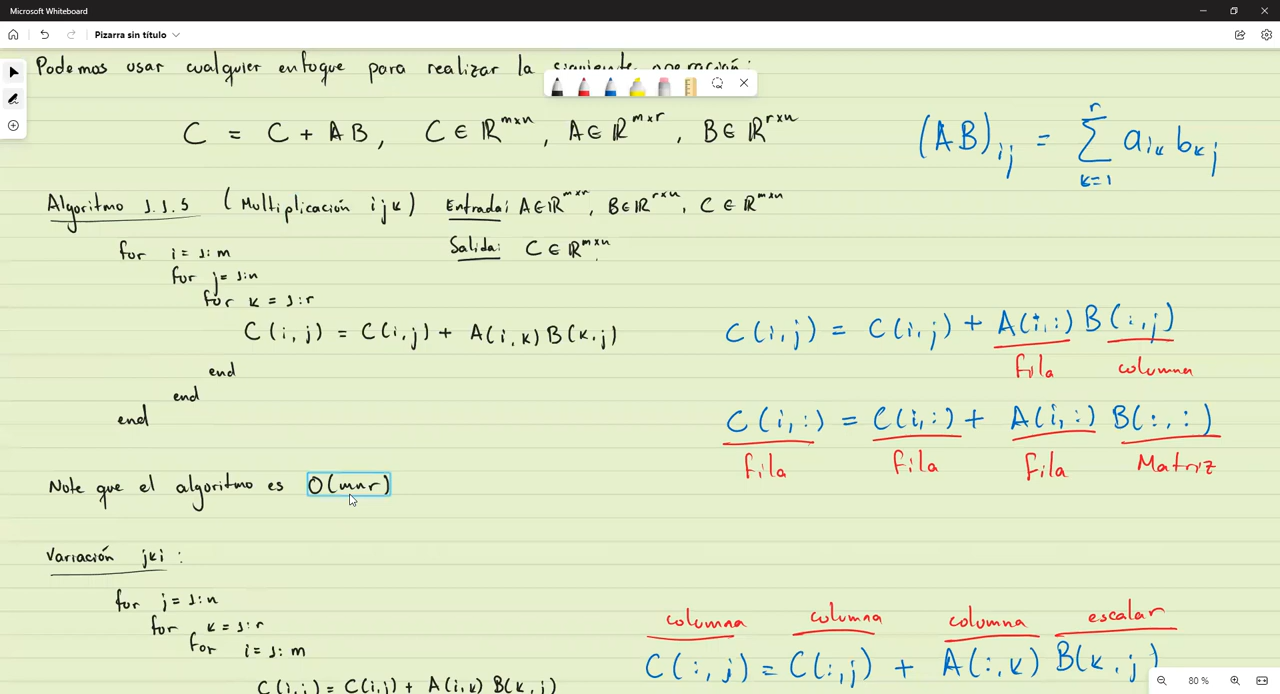 Microsoft Whiteboard
Pizarra sin título
Podemos usar cualquier enfoque para realizar la siguiente operación:
C = C + AB, C ∈ ℝ^{m×n}, A ∈ ℝ^{m×r}, B ∈ ℝ^{r×n}
(AB)_{ij} = ∑_{k=1}^{r} a_{ik} b_{kj}
Algoritmo 1.1.5 (Multiplicación ijk) Entrada: A ∈ ℝ^{m×r}, B ∈ ℝ^{r×n}, C ∈ ℝ^{m×n}
Salida: C ∈ ℝ^{m×n}
for i = 1:m
for j = 1:n
for k = 1:r
C(i,j) = C(i,j) + A(i,k) B(k,j)
end
end
end
C(i,j) = C(i,j) + A(i,:) B(:,j)
fila columna
C(i,:) = C(i,:) + A(i,:) B(:,:)
fila fila fila Matriz
Note que el algoritmo es O(mnr)
Variación jki:
for j = 1:n
for k = 1:r
for i = 1:m
C(i,j) = C(i,j) + A(i,k) B(k,j)
columna columna columna escalar
C(:,j) = C(:,j) + A(:,k) B(k,j)
80 %